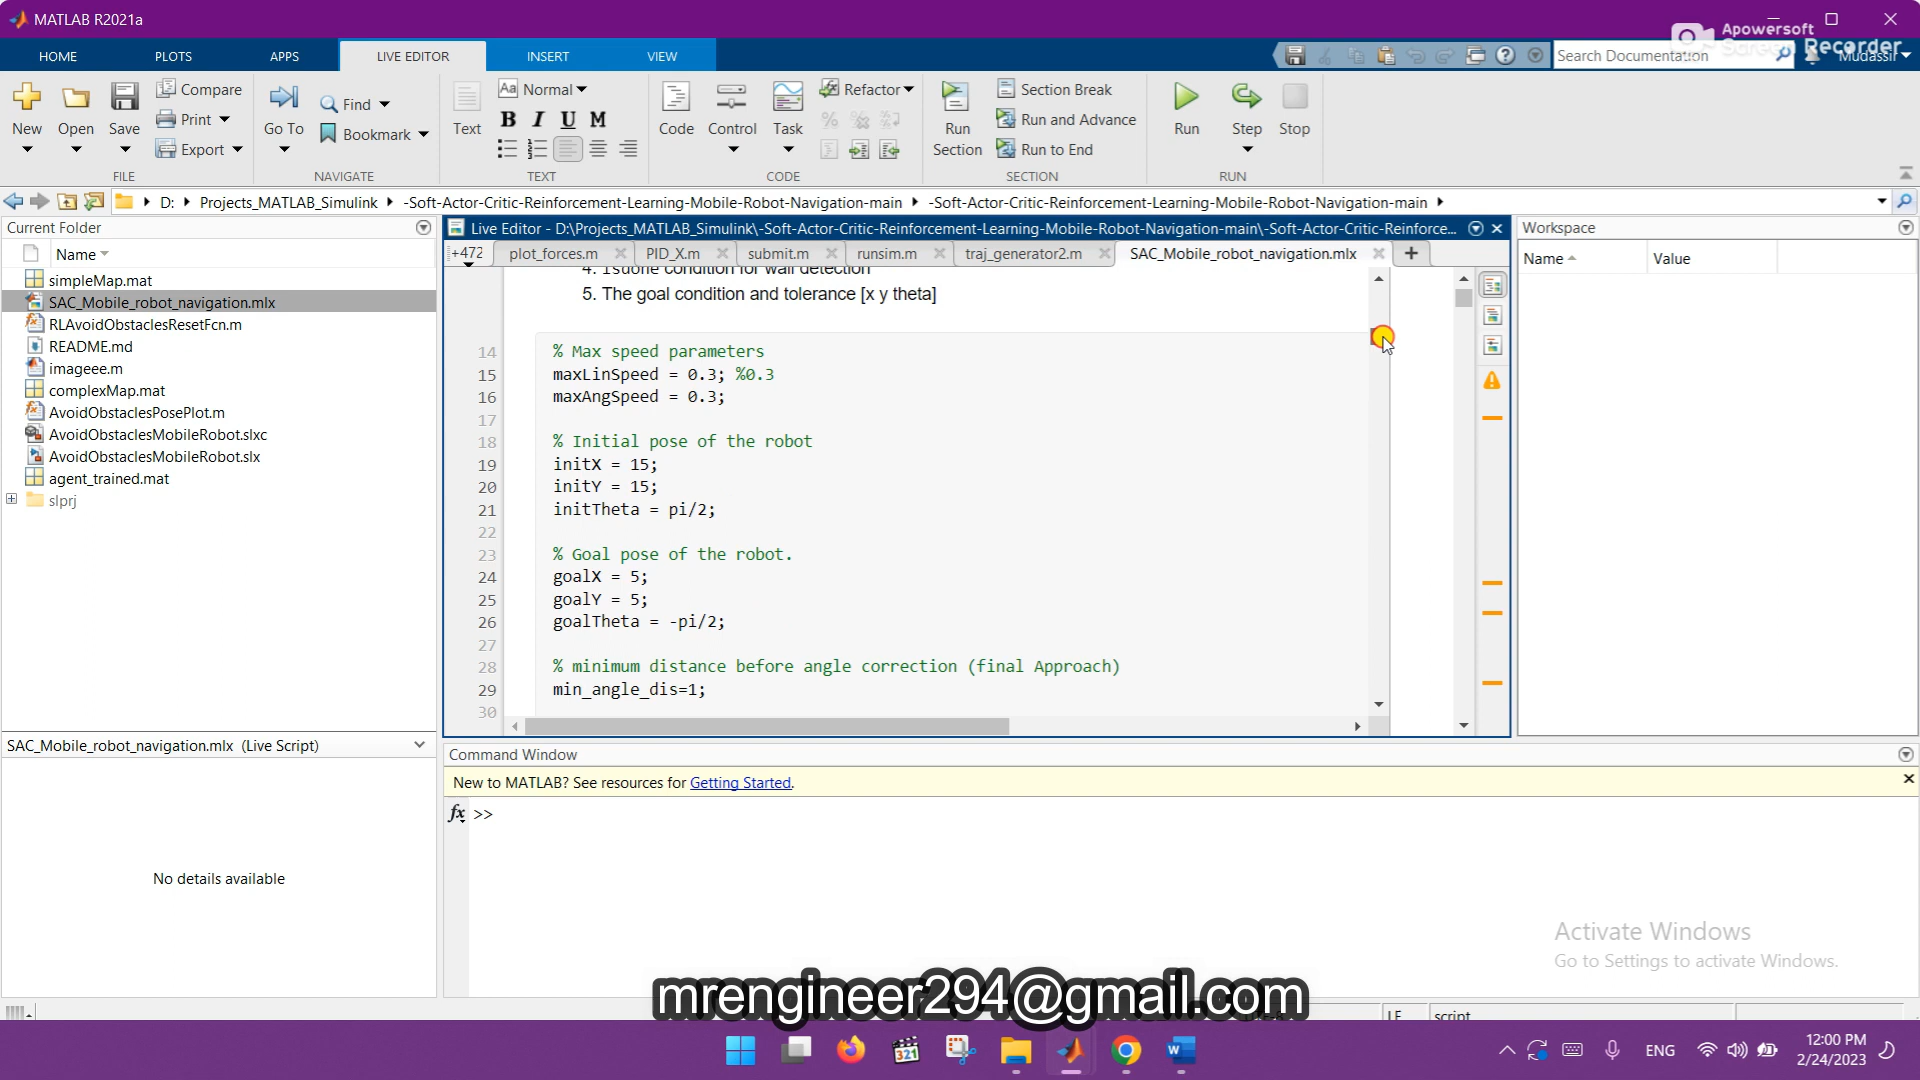 MATLAB R2021a
Apowersoft
Screen Recorder
HOME PLOTS APPS LIVE EDITOR INSERT VIEW
Search Documentation
Mudassir
New Open Save
Compare
Print
Export
FILE
Go To
Find
Bookmark
NAVIGATE
Text
Aa Normal
B I U M
TEXT
Code Control Task
Refactor
CODE
Run Section
Section Break
Run and Advance
Run to End
SECTION
Run Step Stop
RUN
D: Projects_MATLAB_Simulink -Soft-Actor-Critic-Reinforcement-Learning-Mobile-Robot-Navigation-main -Soft-Actor-Critic-Reinforcement-Learning-Mobile-Robot-Navigation-main
Current Folder
Name
simpleMap.mat
SAC_Mobile_robot_navigation.mlx
RLAvoidObstaclesResetFcn.m
README.md
imageee.m
complexMap.mat
AvoidObstaclesPosePlot.m
AvoidObstaclesMobileRobot.slxc
AvoidObstaclesMobileRobot.slx
agent_trained.mat
slprj
SAC_Mobile_robot_navigation.mlx (Live Script)
No details available
Live Editor - D:\Projects_MATLAB_Simulink\-Soft-Actor-Critic-Reinforcement-Learning-Mobile-Robot-Navigation-main\-Soft-Actor-Critic-Reinforce...
+472 plot_forces.m PID_X.m submit.m runsim.m traj_generator2.m SAC_Mobile_robot_navigation.mlx
4. Isdone condition for wall detection
5. The goal condition and tolerance [x y theta]
14 % Max speed parameters
15 maxLinSpeed = 0.3; %0.3
16 maxAngSpeed = 0.3;
17
18 % Initial pose of the robot
19 initX = 15;
20 initY = 15;
21 initTheta = pi/2;
22
23 % Goal pose of the robot.
24 goalX = 5;
25 goalY = 5;
26 goalTheta = -pi/2;
27
28 % minimum distance before angle correction (final Approach)
29 min_angle_dis=1;
30
Workspace
Name Value
Command Window
New to MATLAB? See resources for Getting Started.
fx >>
Activate Windows
Go to Settings to activate Windows.
mrengineer294@gmail.com
LF script
321
ENG
12:00 PM
2/24/2023